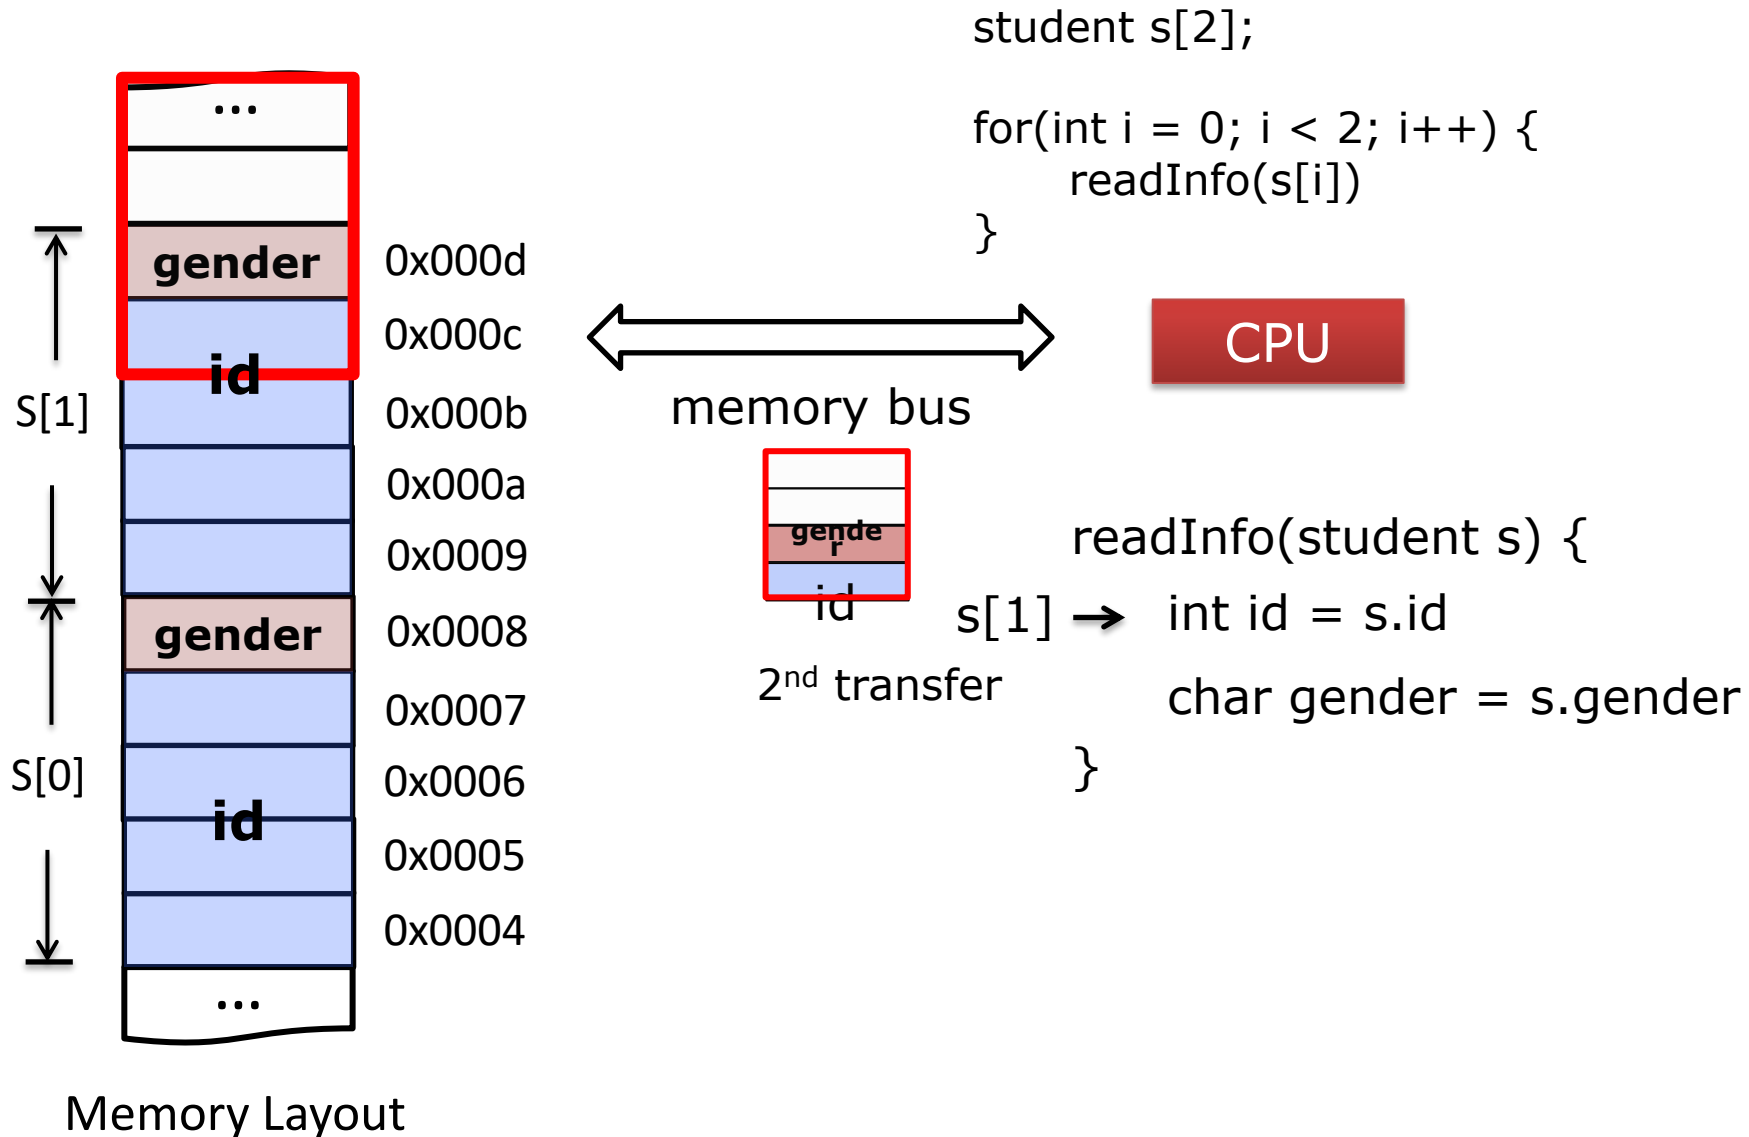 student s[2];
for(int i = 0; i < 2; i++) {
readInfo(s[i])
}
...
gender
0x000d
0x000c
id
S[1]
0x000b
0x000a
0x0009
gender
0x0008
0x0007
S[0]
0x0006
id
0x0005
0x0004
...
Memory Layout
CPU
memory bus
gende
r
id
2nd transfer
readInfo(student s) {
s[1] → int id = s.id
char gender = s.gender
}